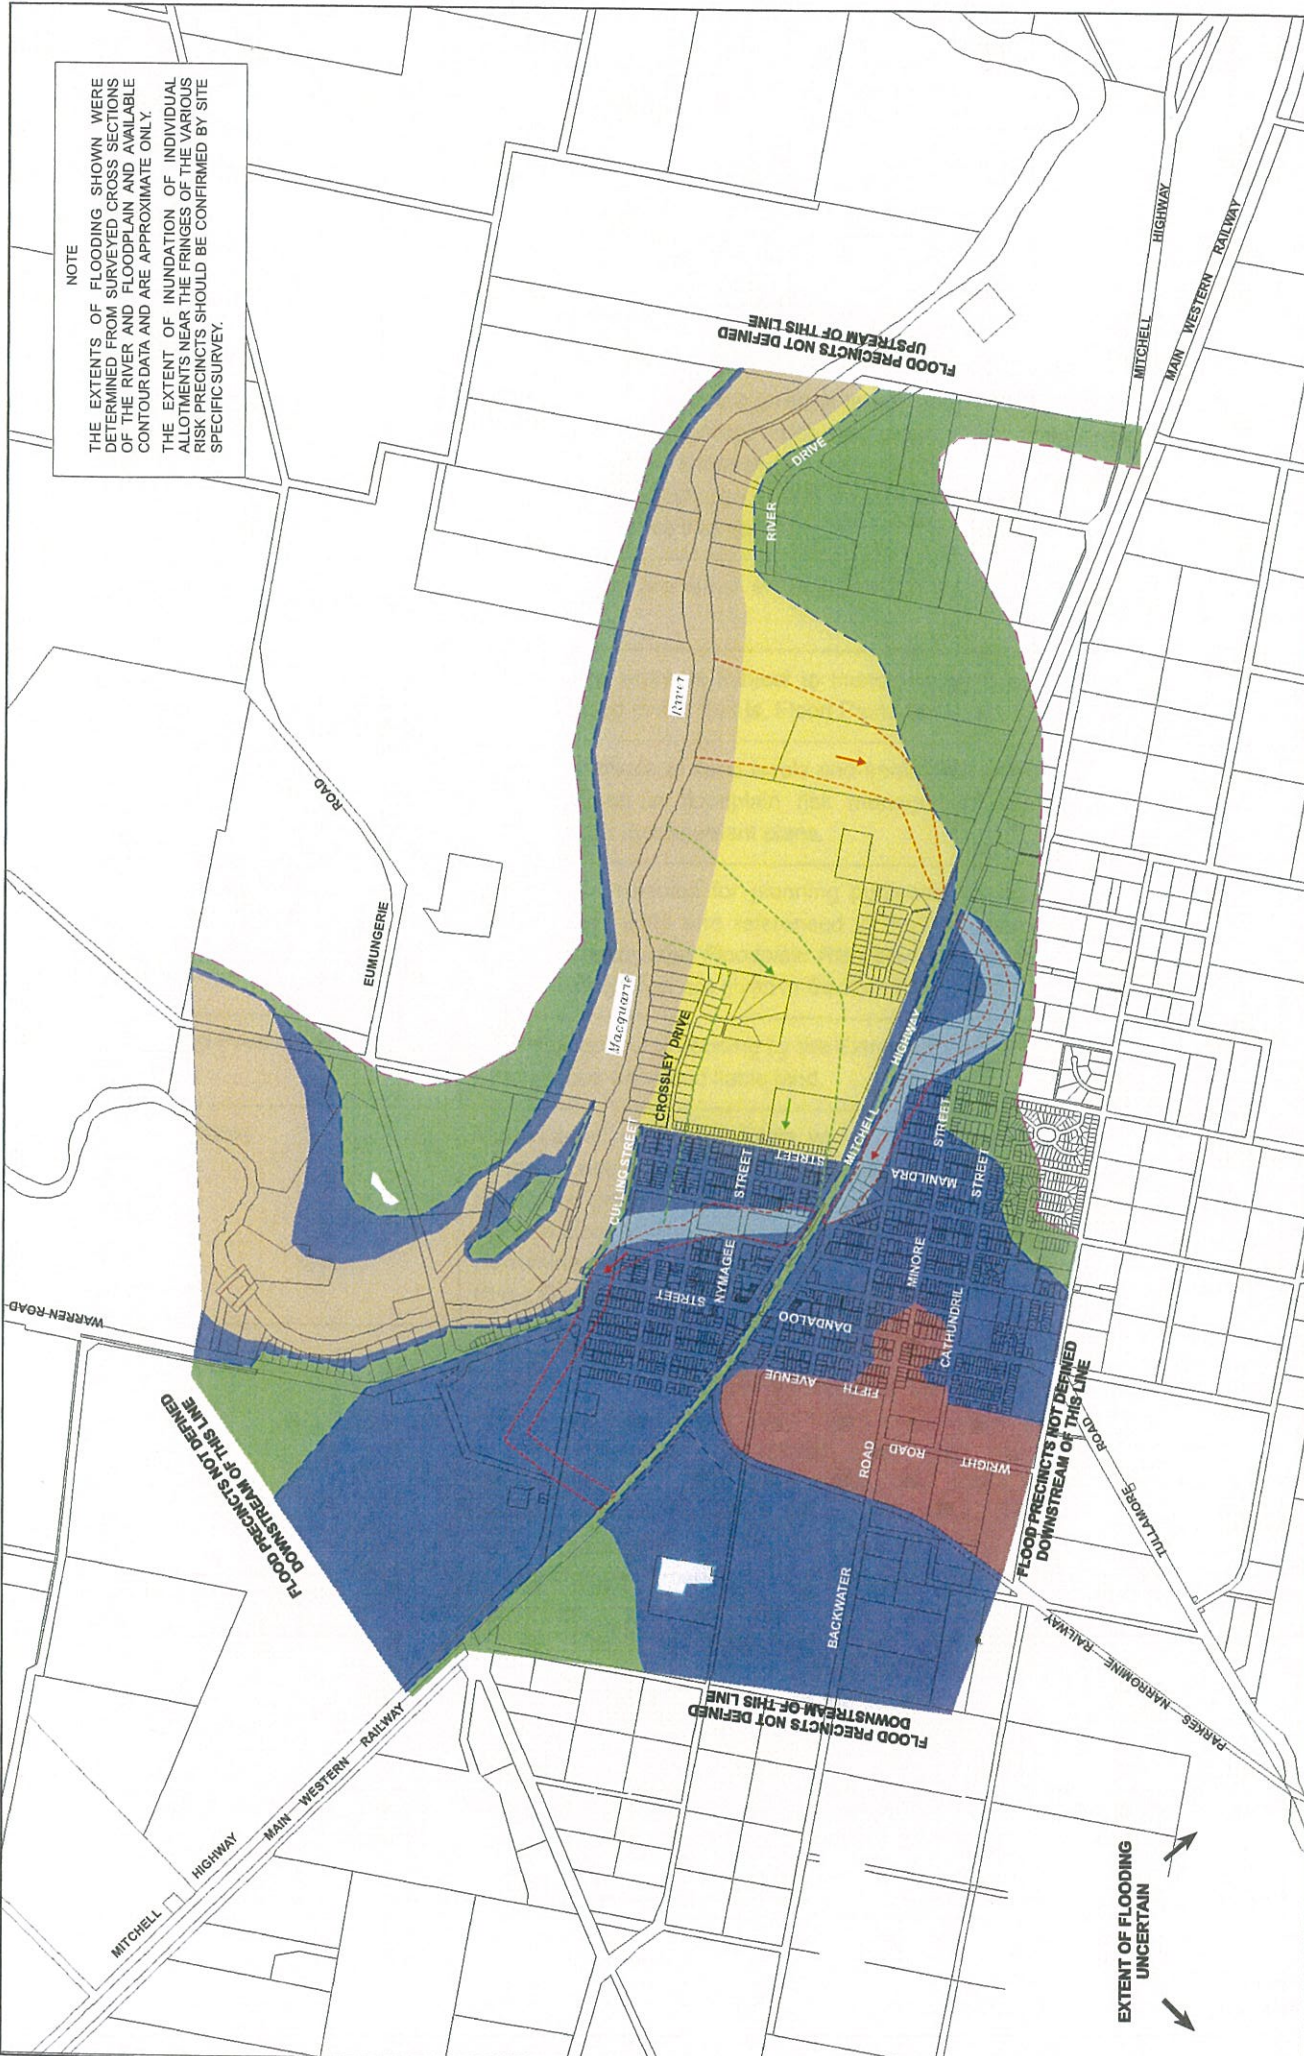 NOTE
THE EXTENTS OF FLOODING SHOWN WERE
DETERMINED FROM SURVEYED CROSS SECTIONS
OF THE RIVER AND FLOODPLAIN AND AVAILABLE
CONTOUR DATA AND ARE APPROXIMATE ONLY.
THE EXTENT OF INUNDATION OF INDIVIDUAL
ALLOTMENTS NEAR THE FRINGES OF THE VARIOUS
RISK PRECINCTS SHOULD BE CONFIRMED BY SITE
SPECIFIC SURVEY.
FLOOD PRECINCTS NOT DEFINED
UPSTREAM OF THIS LINE
MITCHELL
HIGHWAY
MAIN WESTERN RAILWAY
DRIVE
RIVER
River
Macquarie
EUMUNGERIE
ROAD
CROSSLEY DRIVE
CULLING STREET
STREET
STREET
MITCHELL
HIGHWAY
MANILDRA
STREET
STREET
NYMAGEE
STREET
DANDALOO
MINORE
CATHUNDRIL
FIFTH
AVENUE
ROAD
WRIGHT
ROAD
BACKWATER
WARREN ROAD
FLOOD PRECINCTS NOT DEFINED
DOWNSTREAM OF THIS LINE
FLOOD PRECINCTS NOT DEFINED
DOWNSTREAM OF THIS LINE
FLOOD PRECINCTS NOT DEFINED
DOWNSTREAM OF THIS LINE
TULLAMORE
ROAD
PARKES NARROMINE RAILWAY
MITCHELL
HIGHWAY
MAIN WESTERN RAILWAY
EXTENT OF FLOODING
UNCERTAIN